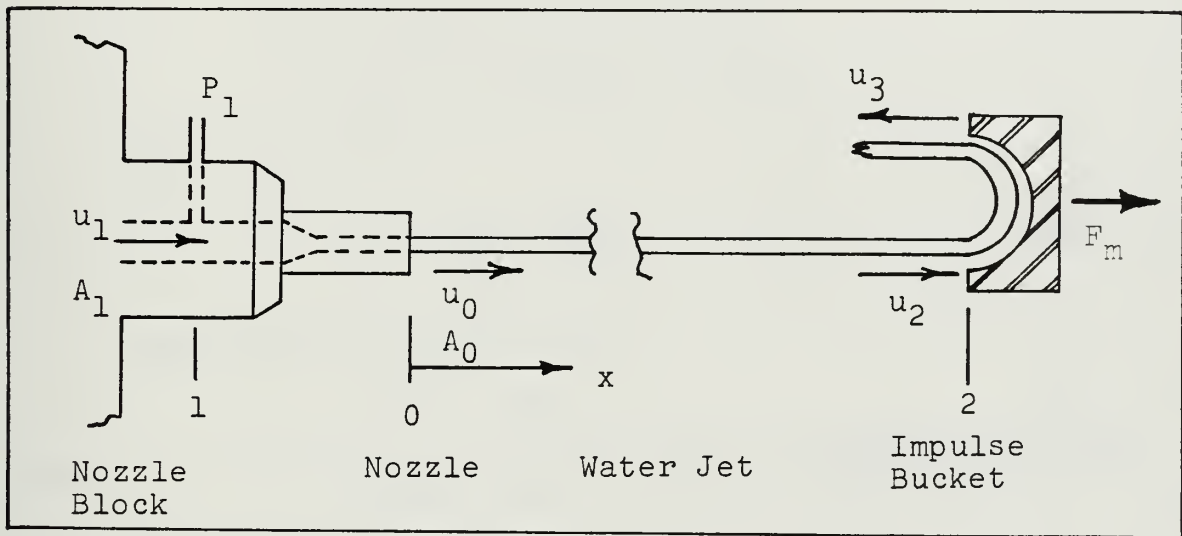 P1
u1
A1
u0
A0
x
u3
u2
Fm
1
0
2
Nozzle
Block
Nozzle
Water Jet
Impulse
Bucket